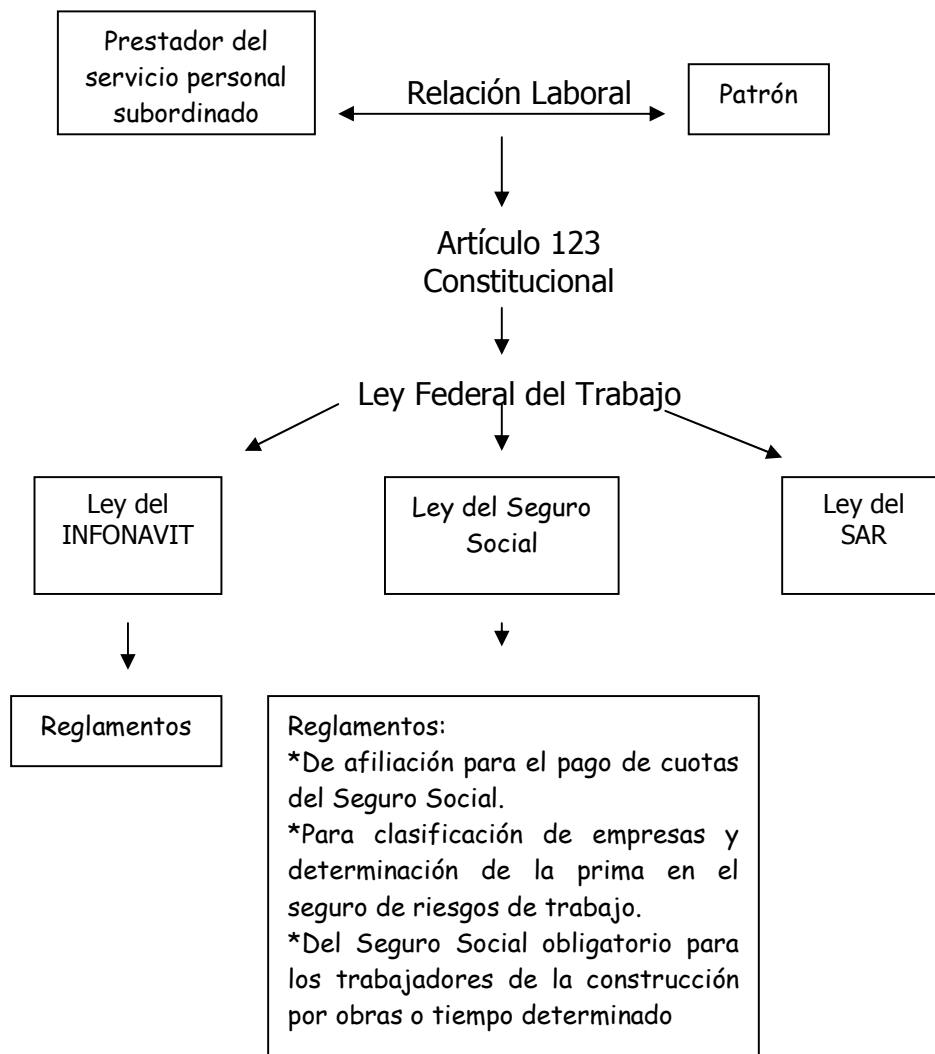 Prestador del
servicio personal
subordinado
Relación Laboral
Patrón
Artículo 123
Constitucional
Ley Federal del Trabajo
Ley del
INFONAVIT
Ley del Seguro
Social
Ley del
SAR
Reglamentos
Reglamentos:
*De afiliación para el pago de cuotas
del Seguro Social.
*Para clasificación de empresas y
determinación de la prima en el
seguro de riesgos de trabajo.
*Del Seguro Social obligatorio para
los trabajadores de la construcción
por obras o tiempo determinado